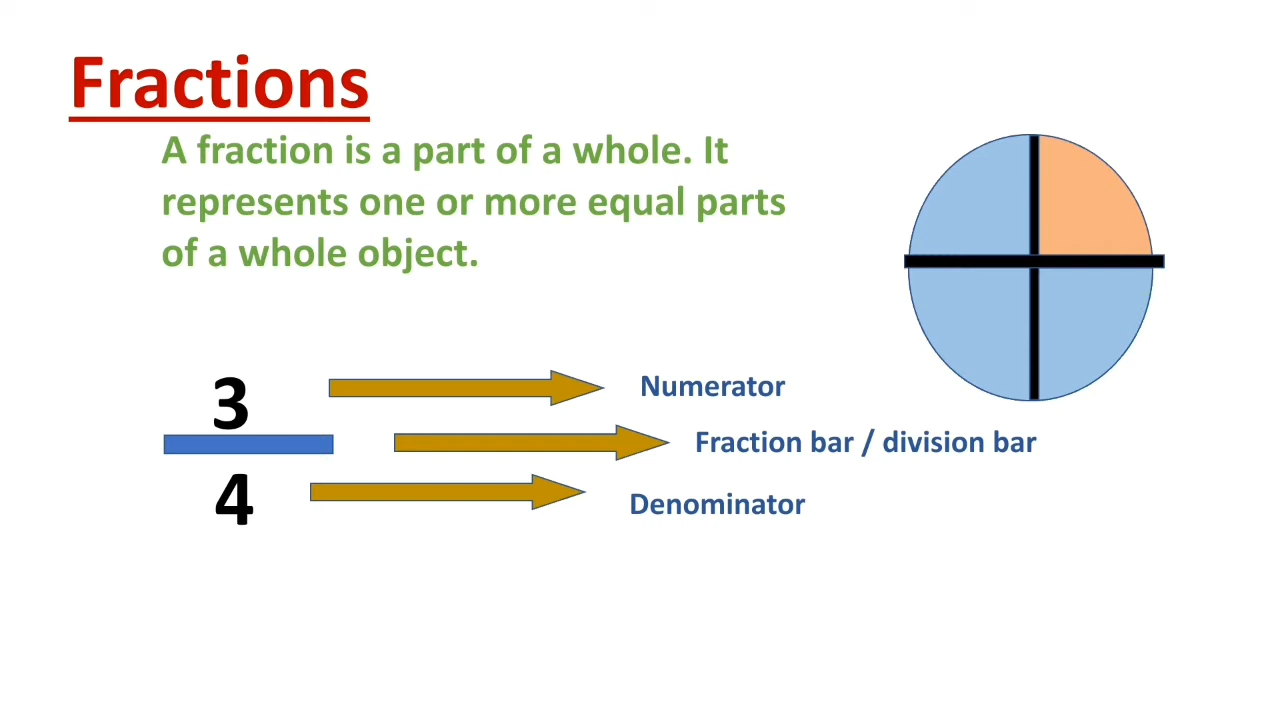 Fractions
A fraction is a part of a whole. It
represents one or more equal parts
of a whole object.
3
Numerator
Fraction bar / division bar
4
Denominator